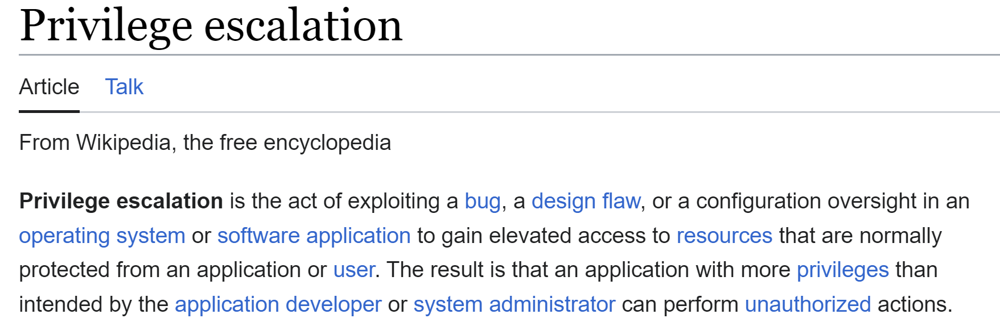 Privilege escalation
Article Talk
From Wikipedia, the free encyclopedia
Privilege escalation is the act of exploiting a bug, a design flaw, or a configuration oversight in an
operating system or software application to gain elevated access to resources that are normally
protected from an application or user. The result is that an application with more privileges than
intended by the application developer or system administrator can perform unauthorized actions.